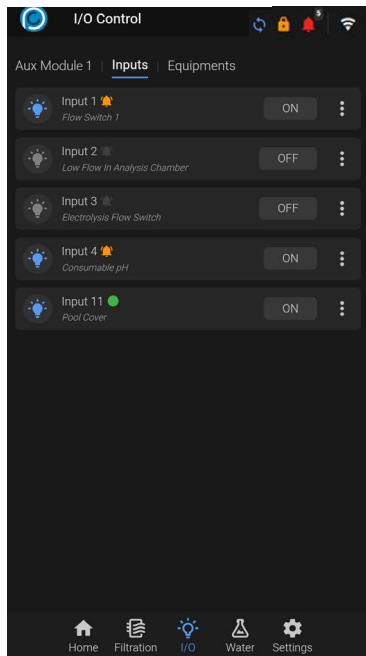 I/O Control
5
Aux Module 1 | Inputs | Equipments
Input 1
Flow Switch 1
ON
Input 2
Low Flow In Analysis Chamber
OFF
Input 3
Electrolysis Flow Switch
OFF
Input 4
Consumable pH
ON
Input 11
Pool Cover
ON
Home Filtration I/O Water Settings